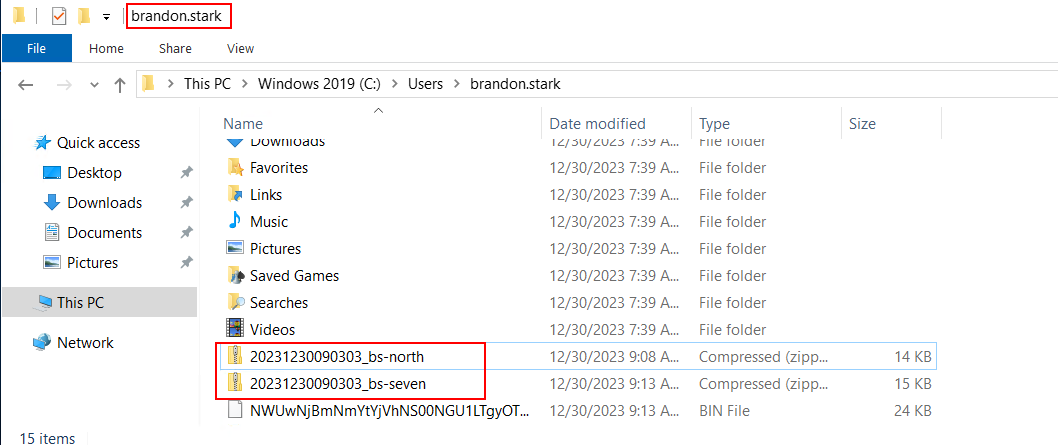 brandon.stark
File Home Share View
This PC Windows 2019 (C:) Users brandon.stark
Name Date modified Type Size
Quick access
Desktop
Downloads
Documents
Pictures
This PC
Network
Downloads 12/30/2023 7:39 A... File folder
Favorites 12/30/2023 7:39 A... File folder
Links 12/30/2023 7:39 A... File folder
Music 12/30/2023 7:39 A... File folder
Pictures 12/30/2023 7:39 A... File folder
Saved Games 12/30/2023 7:39 A... File folder
Searches 12/30/2023 7:39 A... File folder
Videos 12/30/2023 7:39 A... File folder
20231230090303_bs-north 12/30/2023 9:08 A... Compressed (zipp... 14 KB
20231230090303_bs-seven 12/30/2023 9:13 A... Compressed (zipp... 15 KB
NWUwNjBmNmYtYjVhNS00NGU1LTgyOT... 12/30/2023 9:13 A... BIN File 24 KB
15 items